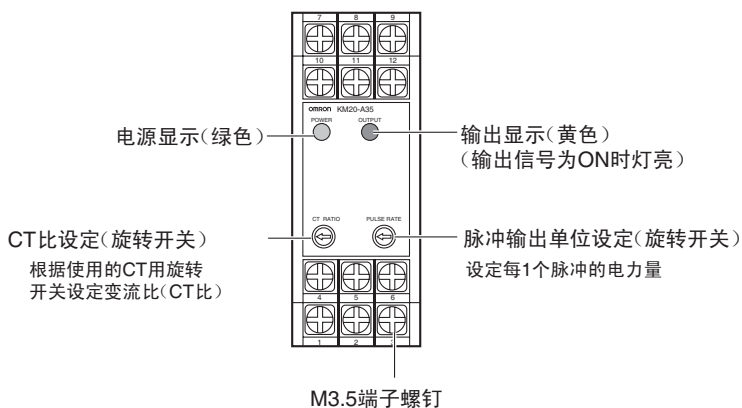 7 8 9
10 11 12
OMRON KM20-A35
POWER OUTPUT
电源显示（绿色）
输出显示（黄色）
（输出信号为ON时灯亮）
CT RATIO PULSE RATE
CT比设定（旋转开关）
根据使用的CT用旋转
开关设定变流比（CT比）
脉冲输出单位设定（旋转开关）
设定每1个脉冲的电力量
4 5 6
1 2 3
M3.5端子螺钉